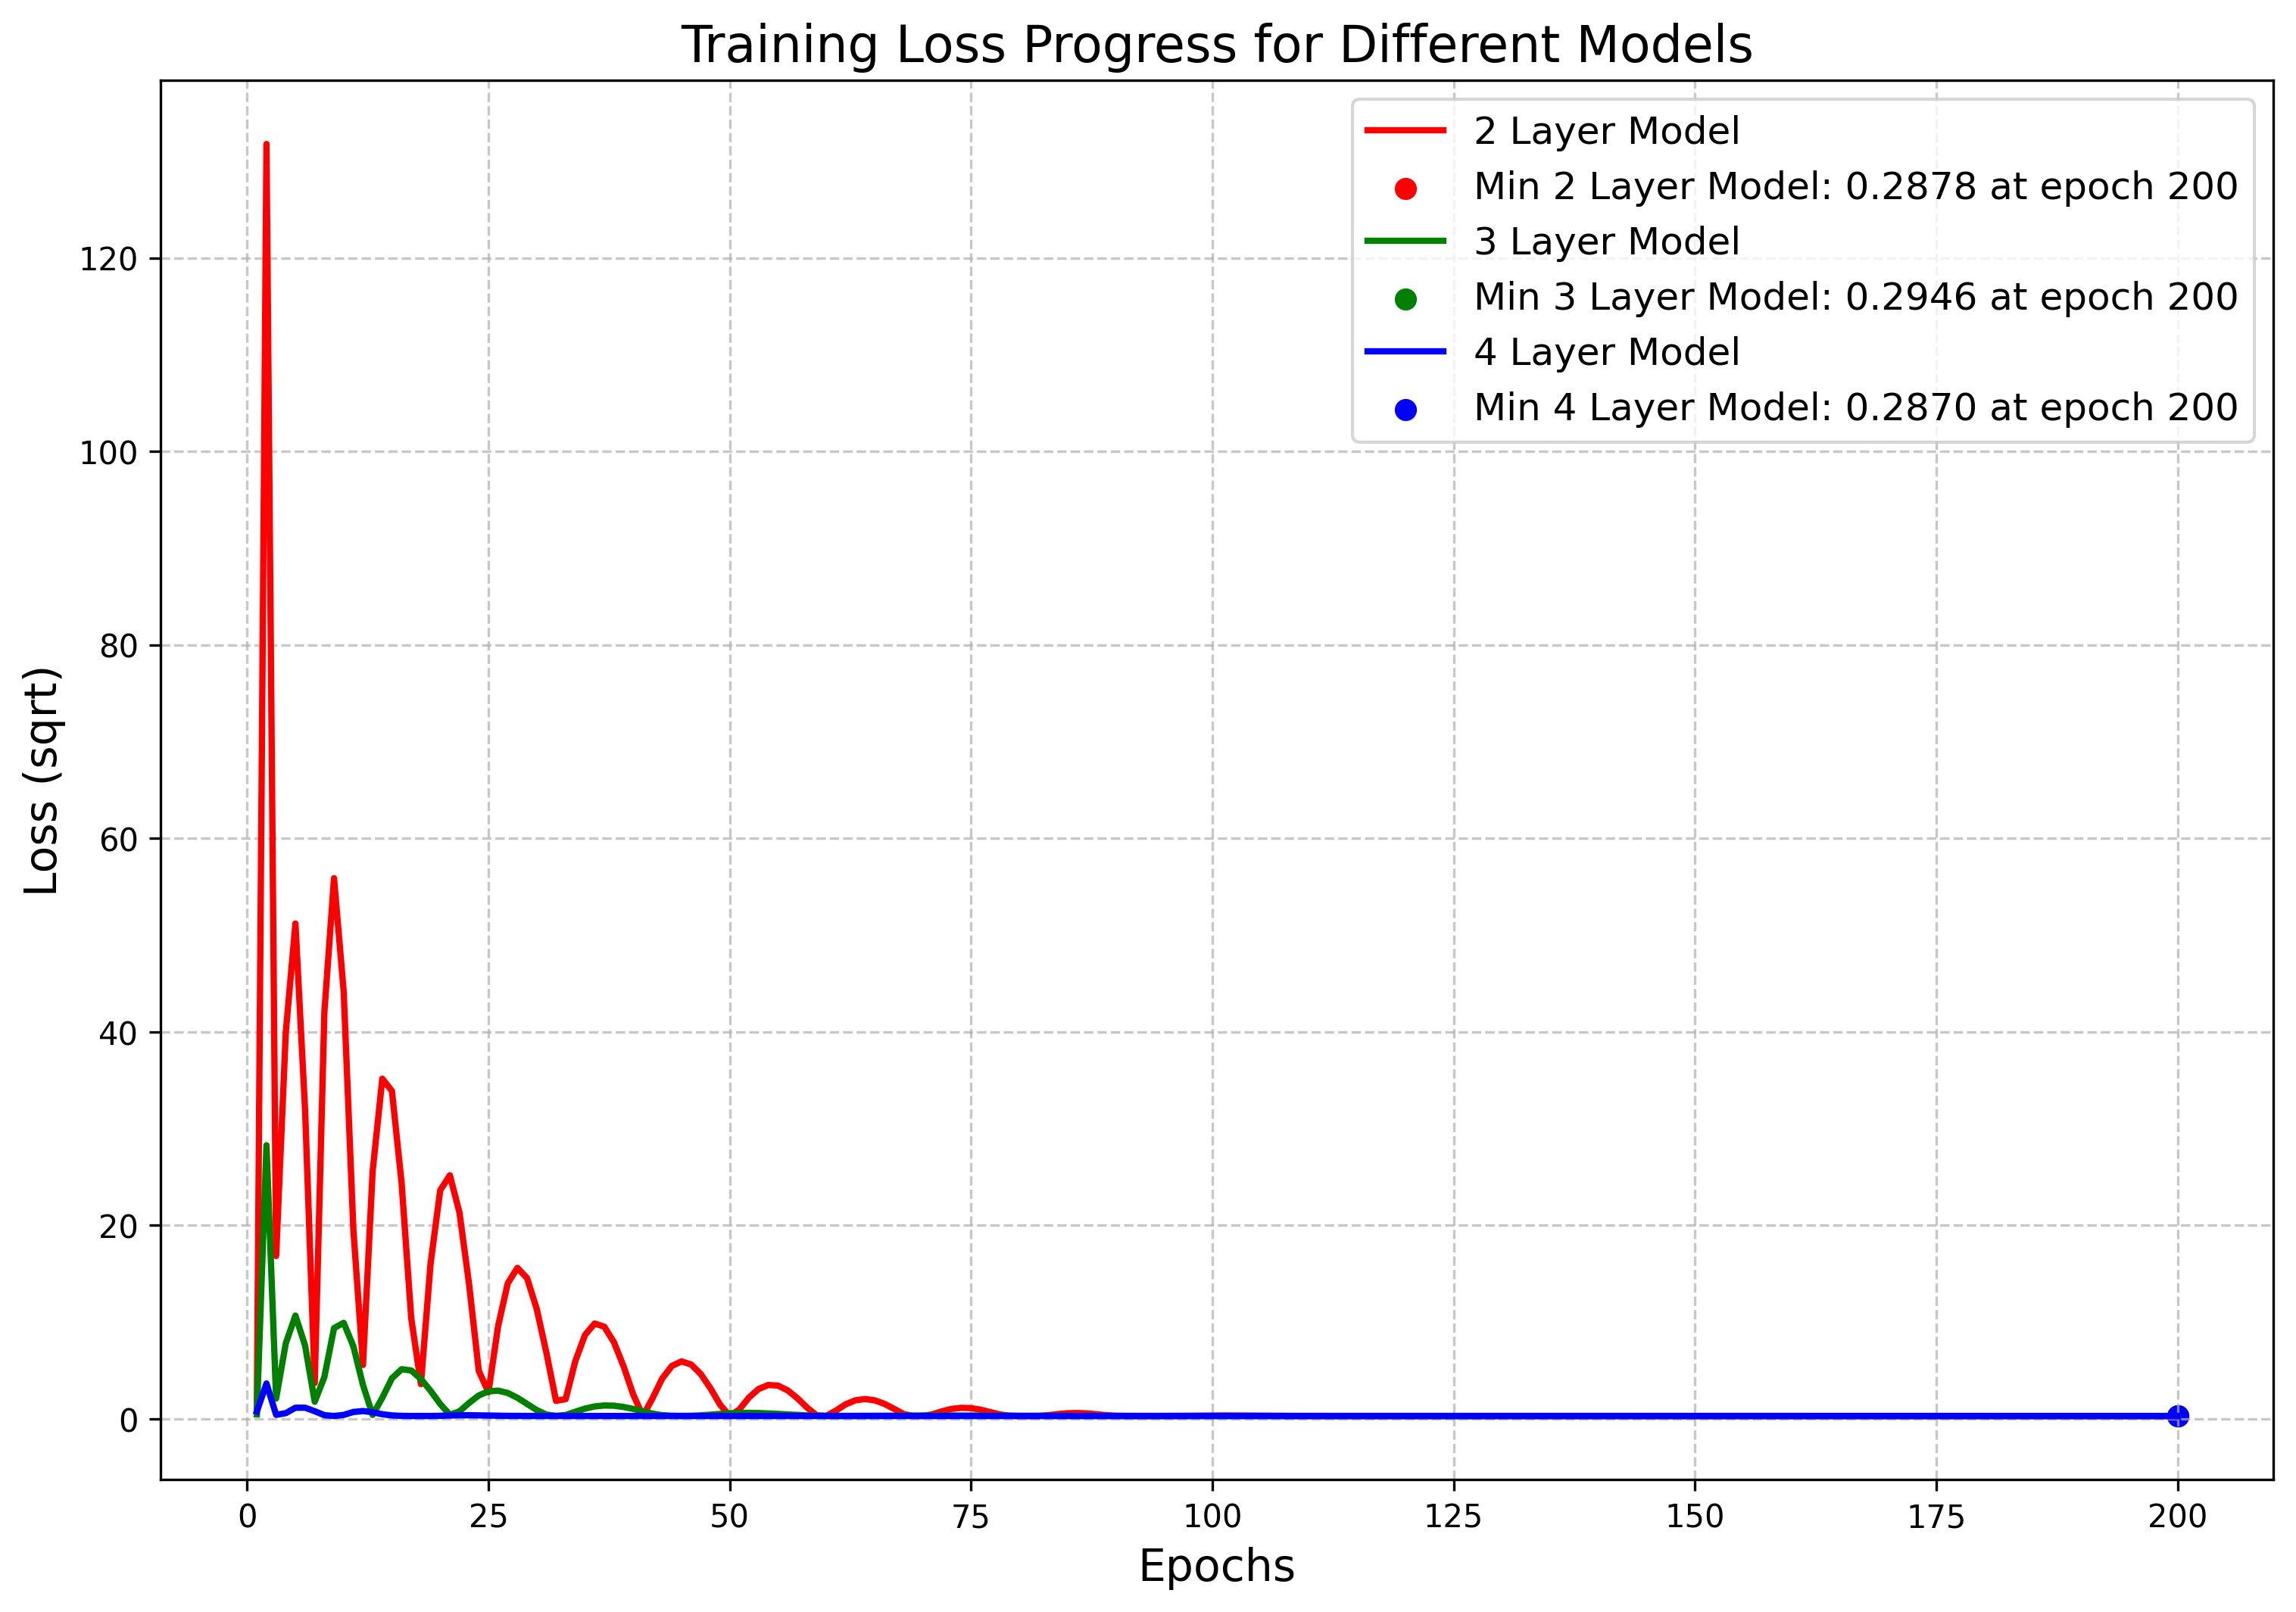 Training Loss Progress for Different Models
2 Layer Model
Min 2 Layer Model: 0.2878 at epoch 200
3 Layer Model
Min 3 Layer Model: 0.2946 at epoch 200
4 Layer Model
Min 4 Layer Model: 0.2870 at epoch 200
Loss (sqrt)
120
100
80
60
40
20
0
0 25 50 75 100 125 150 175 200
Epochs